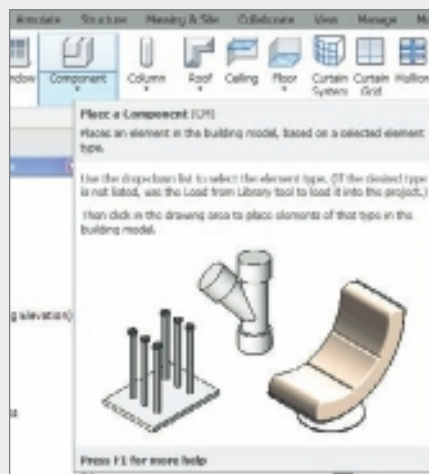 Annotate Structure Massing & Site Collaborate View Manage Mo
ndow Component Column Roof Ceiling Floor Curtain System Curtain Grid Mullion
Place a Component (CM)
Places an element in the building model, based on a selected element
type.
Use the drop-down list to select the element type. (If the desired type
is not listed, use the Load from Library tool to load it into the project.)
Then click in the drawing area to place elements of that type in the
building model.
g elevation)
Press F1 for more help